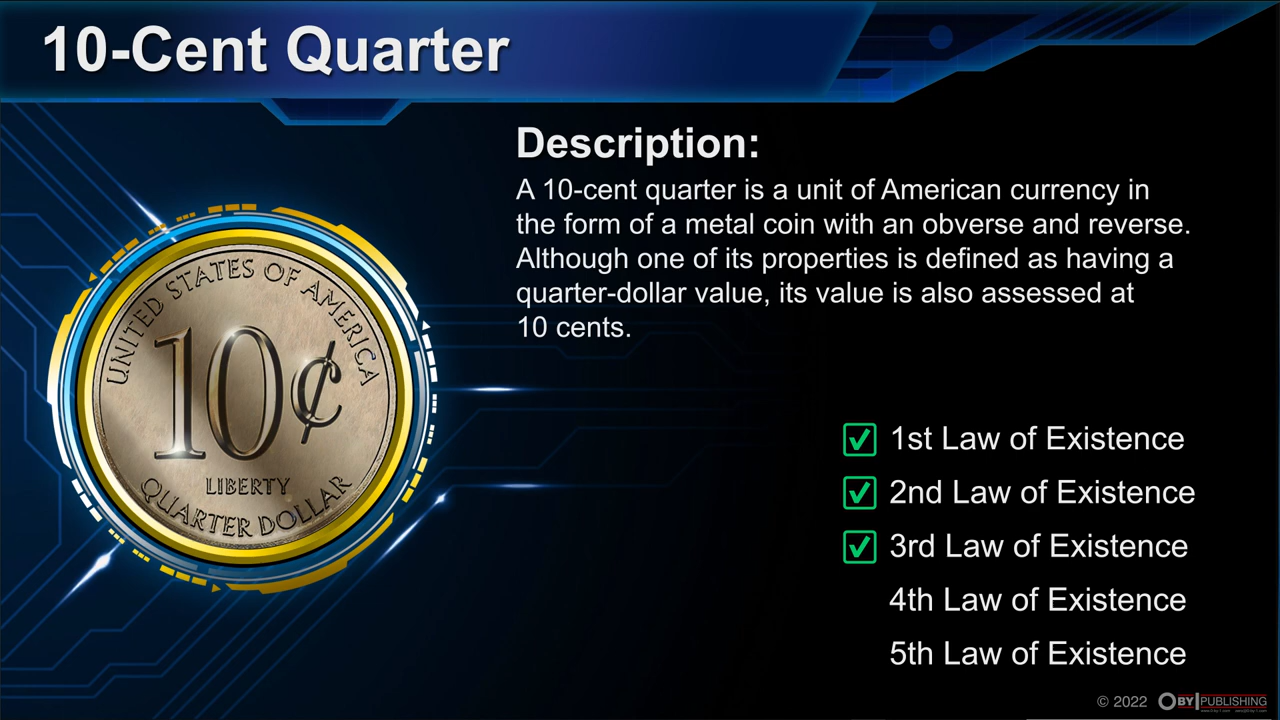 10-Cent Quarter
Description:
A 10-cent quarter is a unit of American currency in
the form of a metal coin with an obverse and reverse.
Although one of its properties is defined as having a
quarter-dollar value, its value is also assessed at
10 cents.
UNITED STATES OF AMERICA
10¢
LIBERTY
QUARTER DOLLAR
1st Law of Existence
2nd Law of Existence
3rd Law of Existence
4th Law of Existence
5th Law of Existence
© 2022 BY PUBLISHING